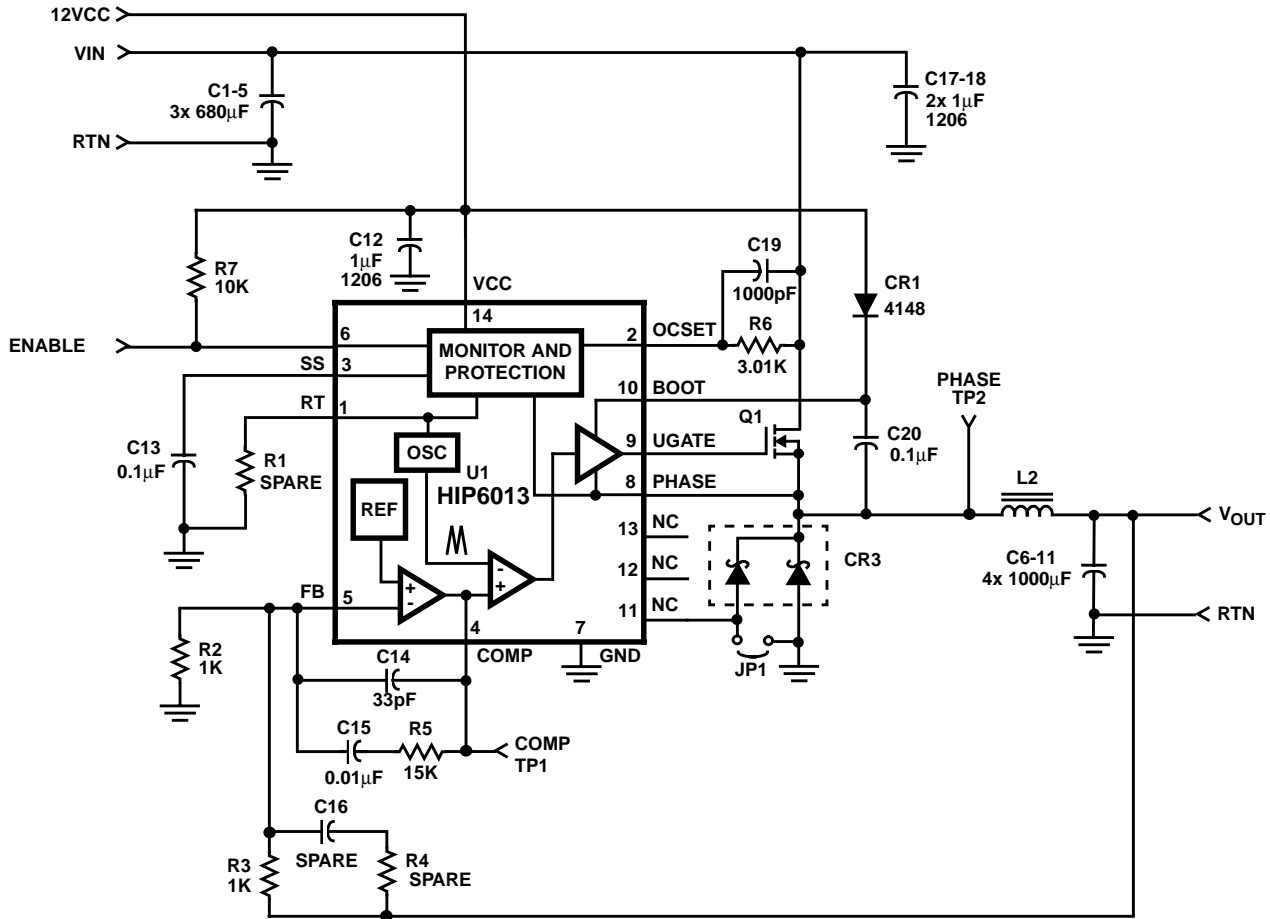 12VCC
VIN
C1-5
3x 680µF
RTN
C17-18
2x 1µF
1206
R7
10K
C12
1µF
1206
VCC
14
C19
1000pF
R6
3.01K
CR1
4148
ENABLE
6
SS
3
RT
1
MONITOR AND
PROTECTION
2
OCSET
10
BOOT
9
UGATE
8
PHASE
13
NC
12
NC
11
NC
Q1
PHASE
TP2
C20
0.1µF
L2
VOUT
C13
0.1µF
R1
SPARE
OSC
U1
HIP6013
REF
+
-
-
+
CR3
C6-11
4x 1000µF
RTN
FB
5
4
COMP
7
GND
JP1
R2
1K
C14
33pF
C15
0.01µF
R5
15K
COMP
TP1
C16
SPARE
R3
1K
R4
SPARE